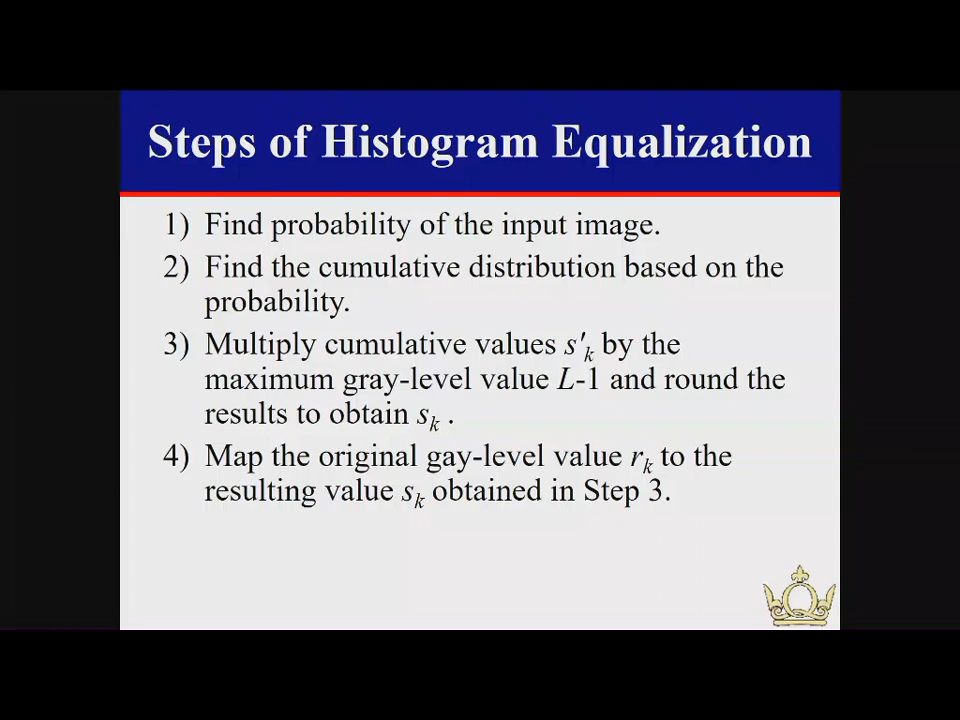 Steps of Histogram Equalization
1) Find probability of the input image.
2) Find the cumulative distribution based on the
probability.
3) Multiply cumulative values s'k by the
maximum gray-level value L-1 and round the
results to obtain sk .
4) Map the original gay-level value rk to the
resulting value sk obtained in Step 3.